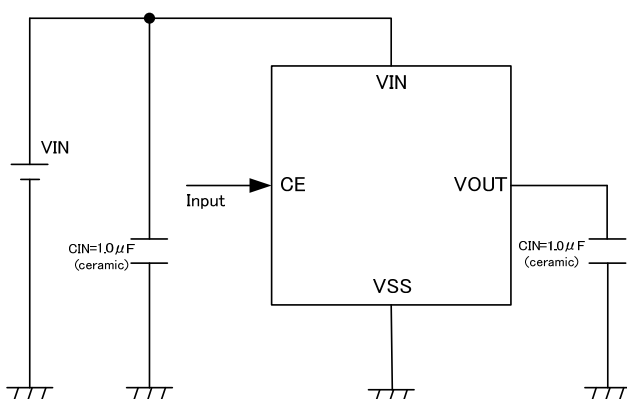 VIN
VIN
CE
Input
VOUT
CIN=1.0μF
(ceramic)
CIN=1.0μF
(ceramic)
VSS